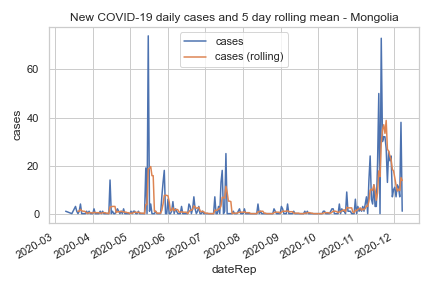 New COVID-19 daily cases and 5 day rolling mean - Mongolia
cases
cases (rolling)
60
40
20
0
cases
2020-03
2020-04
2020-05
2020-06
2020-07
2020-08
2020-09
2020-10
2020-11
2020-12
dateRep